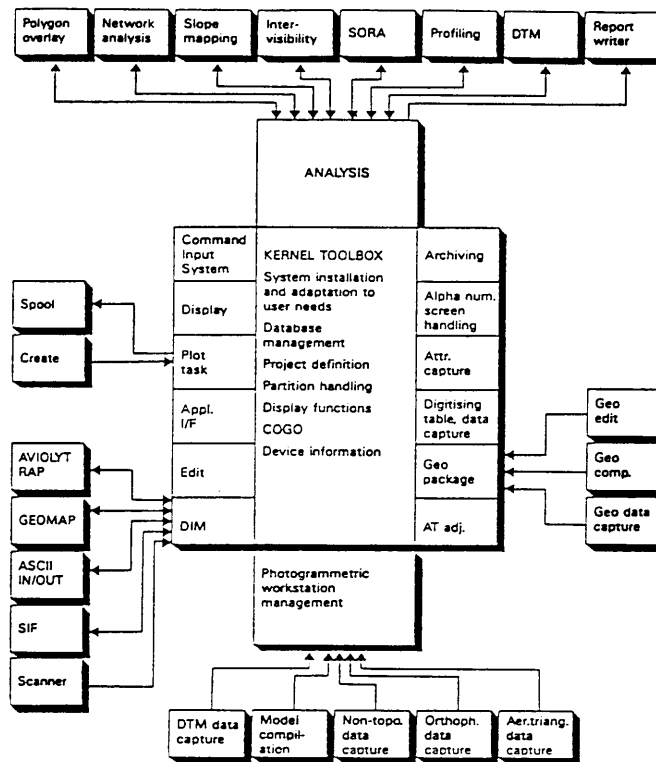 Polygon
overlay
Network
analysis
Slope
mapping
Inter-
visibility
SORA
Profiling
DTM
Report
writer
ANALYSIS
Command
Input
System
Display
Plot
task
Appl.
I/F
Edit
DIM
KERNEL TOOLBOX
System installation
and adaptation to
user needs
Database
management
Project definition
Partition handling
Display functions
COGO
Device information
Archiving
Alpha num.
screen
handling
Attr.
capture
Digitising
table, data
capture
Geo
package
AT adj.
Spool
Create
AVIOLYT
RAP
GEOMAP
ASCII
IN/OUT
SIF
Scanner
Geo
edit
Geo
comp.
Geo data
capture
Photogrammetric
workstation
management
DTM data
capture
Model
compil-
ation
Non-topo.
data
capture
Orthoph.
data
capture
Aer.triang.
data
capture